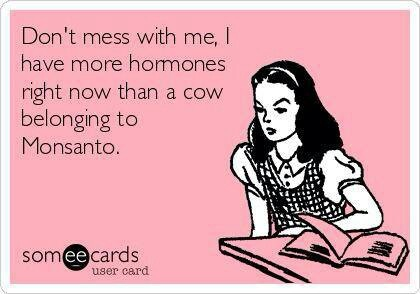 Don't mess with me, I
have more hormones
right now than a cow
belonging to
Monsanto.
someecards
user card